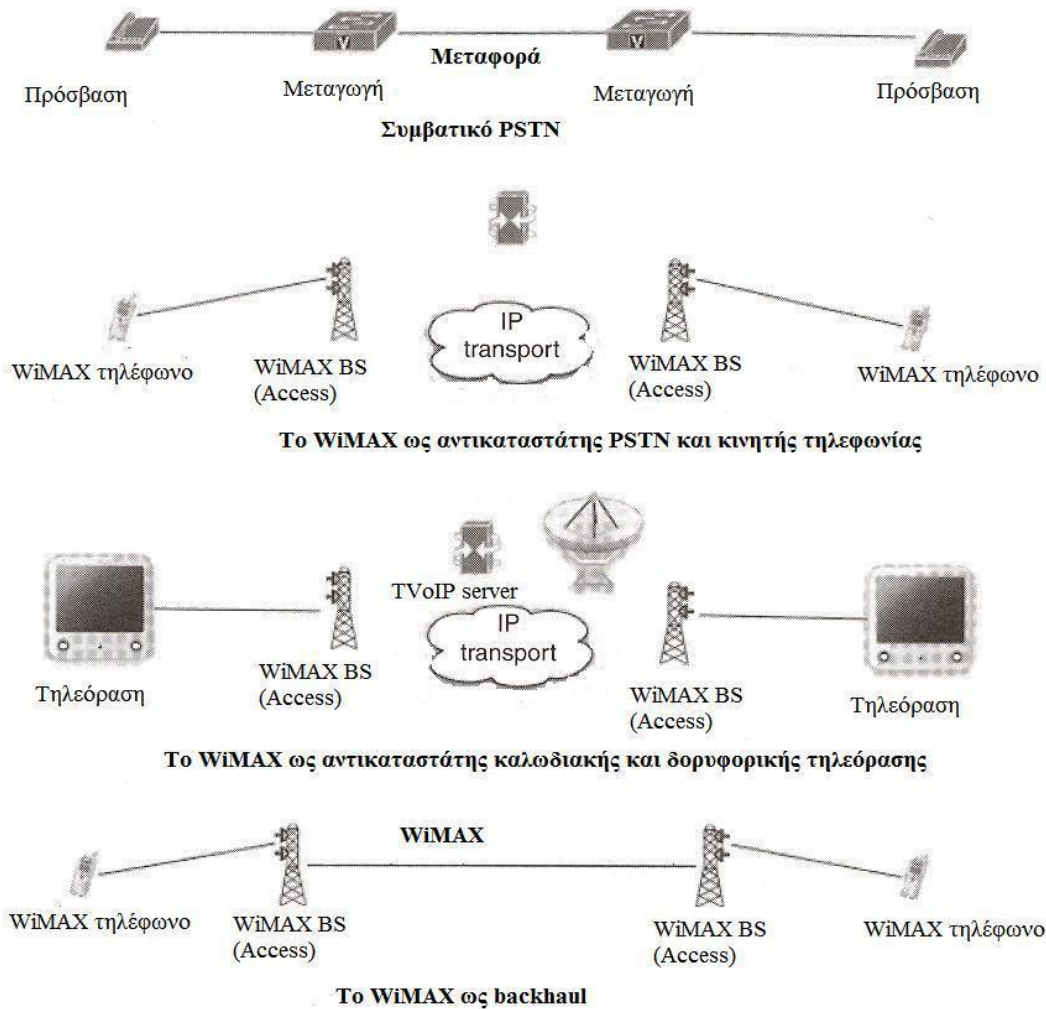 Μεταφορά
Πρόσβαση
Μεταγωγή
Μεταγωγή
Πρόσβαση
Συμβατικό PSTN
IP
transport
WiMAX τηλέφωνο
WiMAX BS
(Access)
WiMAX BS
(Access)
WiMAX τηλέφωνο
Το WiMAX ως αντικαταστάτης PSTN και κινητής τηλεφωνίας
TVoIP server
IP
transport
Τηλεόραση
WiMAX BS
(Access)
WiMAX BS
(Access)
Τηλεόραση
Το WiMAX ως αντικαταστάτης καλωδιακής και δορυφορικής τηλεόρασης
WiMAX
WiMAX τηλέφωνο
WiMAX BS
(Access)
WiMAX BS
(Access)
WiMAX τηλέφωνο
Το WiMAX ως backhaul